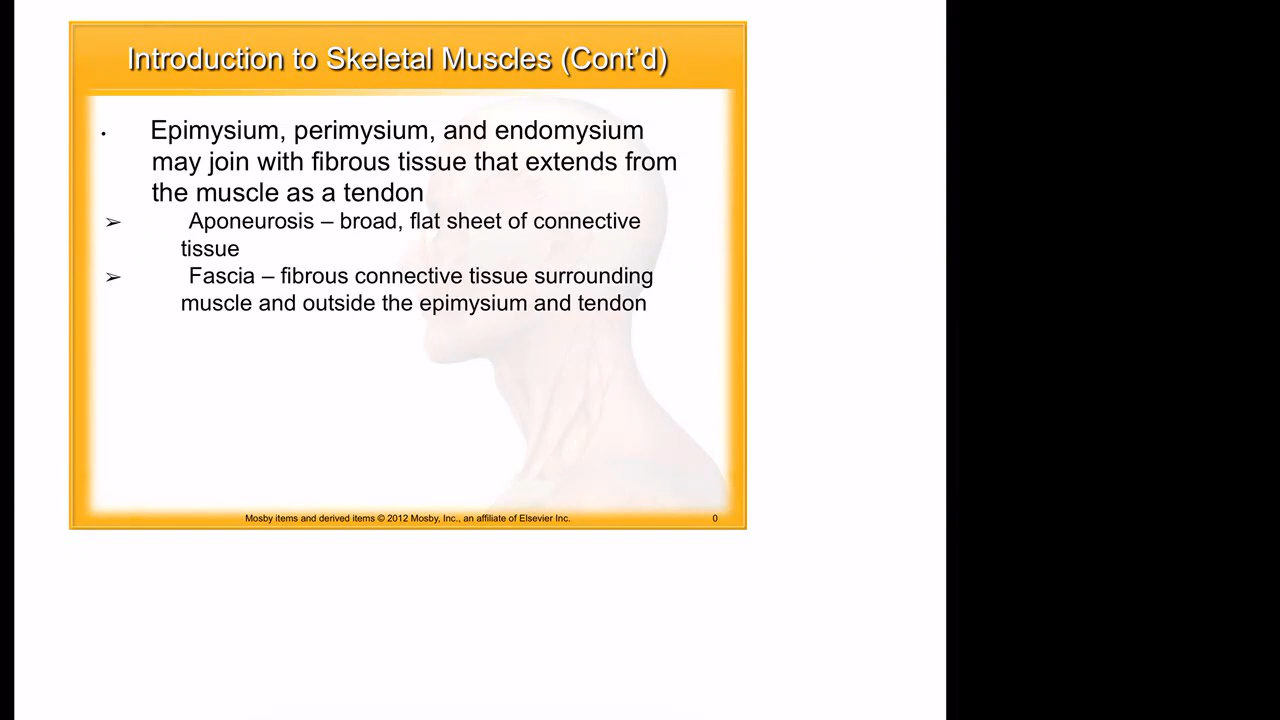 Introduction to Skeletal Muscles (Cont’d)
• Epimysium, perimysium, and endomysium
may join with fibrous tissue that extends from
the muscle as a tendon
➢ Aponeurosis – broad, flat sheet of connective
tissue
➢ Fascia – fibrous connective tissue surrounding
muscle and outside the epimysium and tendon
Mosby items and derived items © 2012 Mosby, Inc., an affiliate of Elsevier Inc. 0